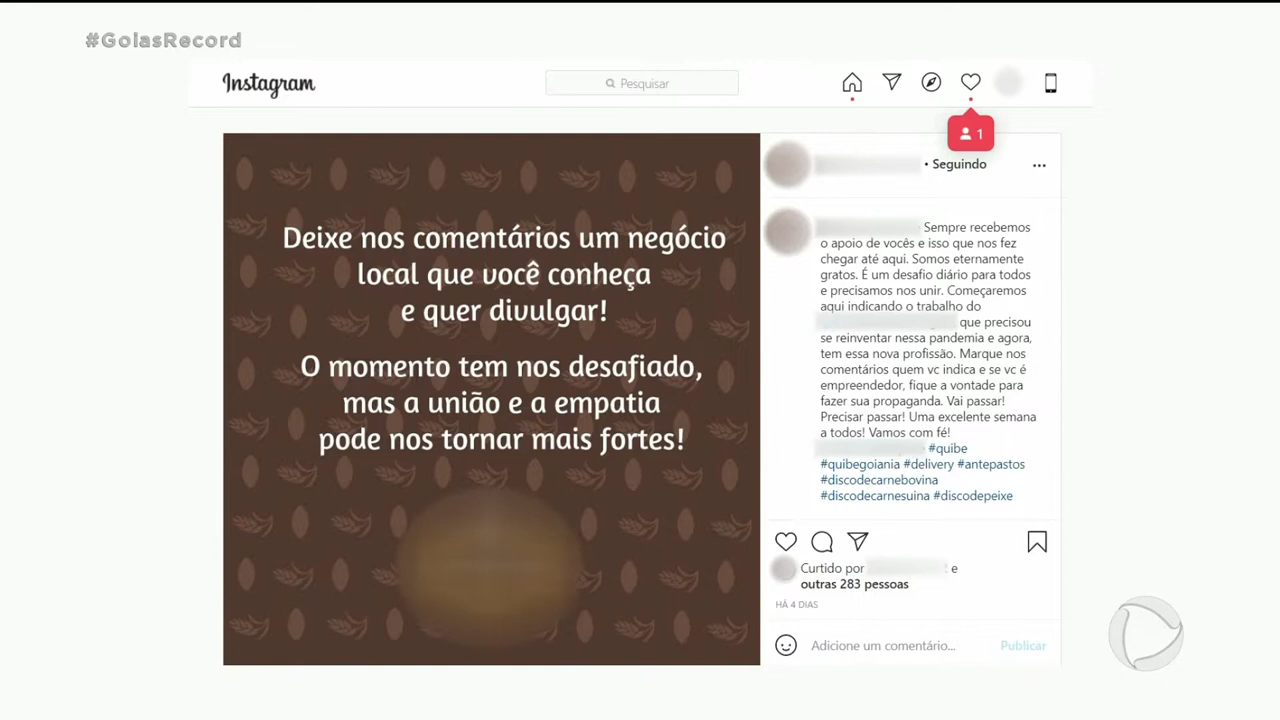 #GoiásRecord
Instagram
Pesquisar
1
• Seguindo
Deixe nos comentários um negócio
local que você conheça
e quer divulgar!
O momento tem nos desafiado,
mas a união e a empatia
pode nos tornar mais fortes!
Sempre recebemos
o apoio de vocês e isso que nos fez
chegar até aqui. Somos eternamente
gratos. É um desafio diário para todos
e precisamos nos unir. Começaremos
aqui indicando o trabalho do
que precisou
se reinventar nessa pandemia e agora,
tem essa nova profissão. Marque nos
comentários quem vc indica e se vc é
empreendedor, fique a vontade para
fazer sua propaganda. Vai passar!
Precisar passar! Uma excelente semana
a todos! Vamos com fé!
#quibe
#quibegoiania #delivery #antepastos
#discodecarnebovina
#discodecarnesuina #discodepeixe
Curtido por e
outras 283 pessoas
HÁ 4 DIAS
Adicione um comentário...
Publicar